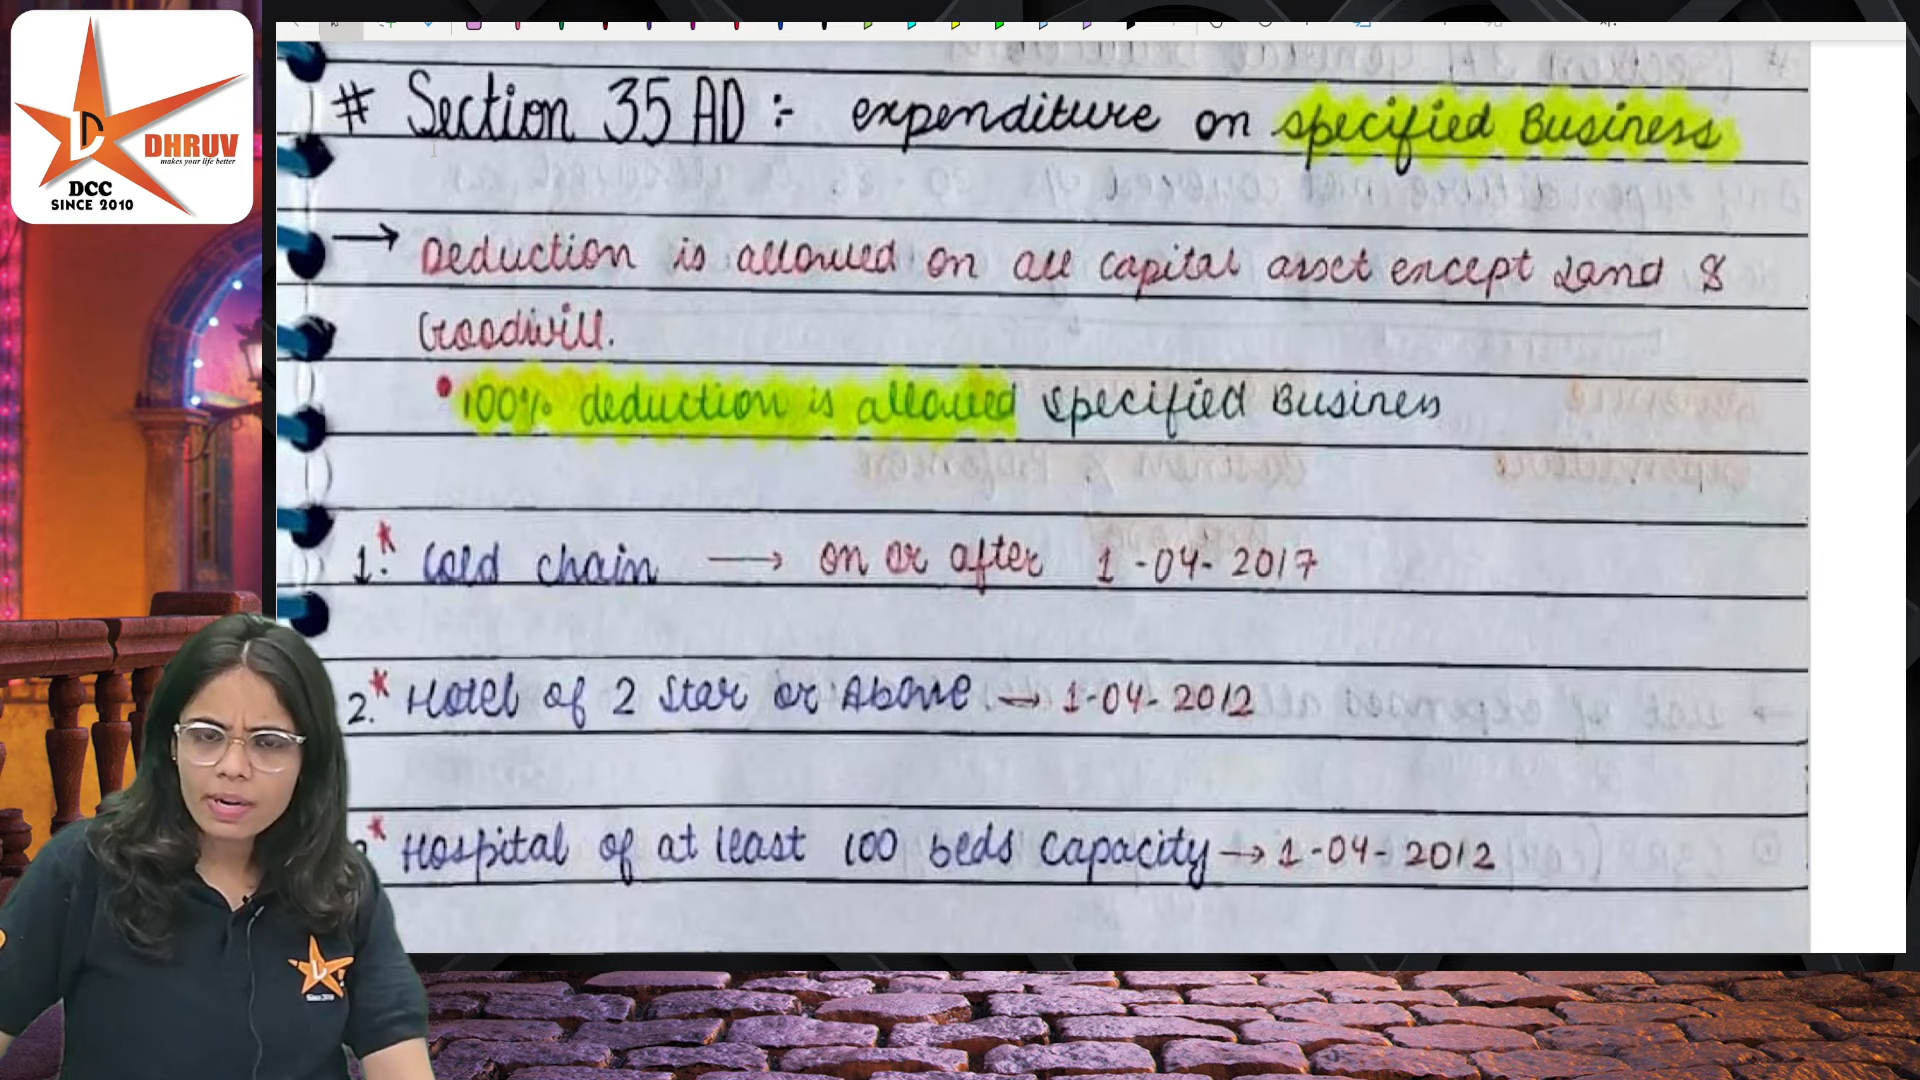 D
DHRUV
makes your life better
DCC
SINCE 2010
# Section 35 AD :- expenditure on specified Business
→ Deduction is allowed on all capital asset except Land &
Goodwill.
• 100% deduction is allowed specified Business
1.* Cold chain → on or after 1-04-2017
2.* Hotel of 2 Star or Above → 1-04-2012
* Hospital of at least 100 beds capacity → 1-04-2012